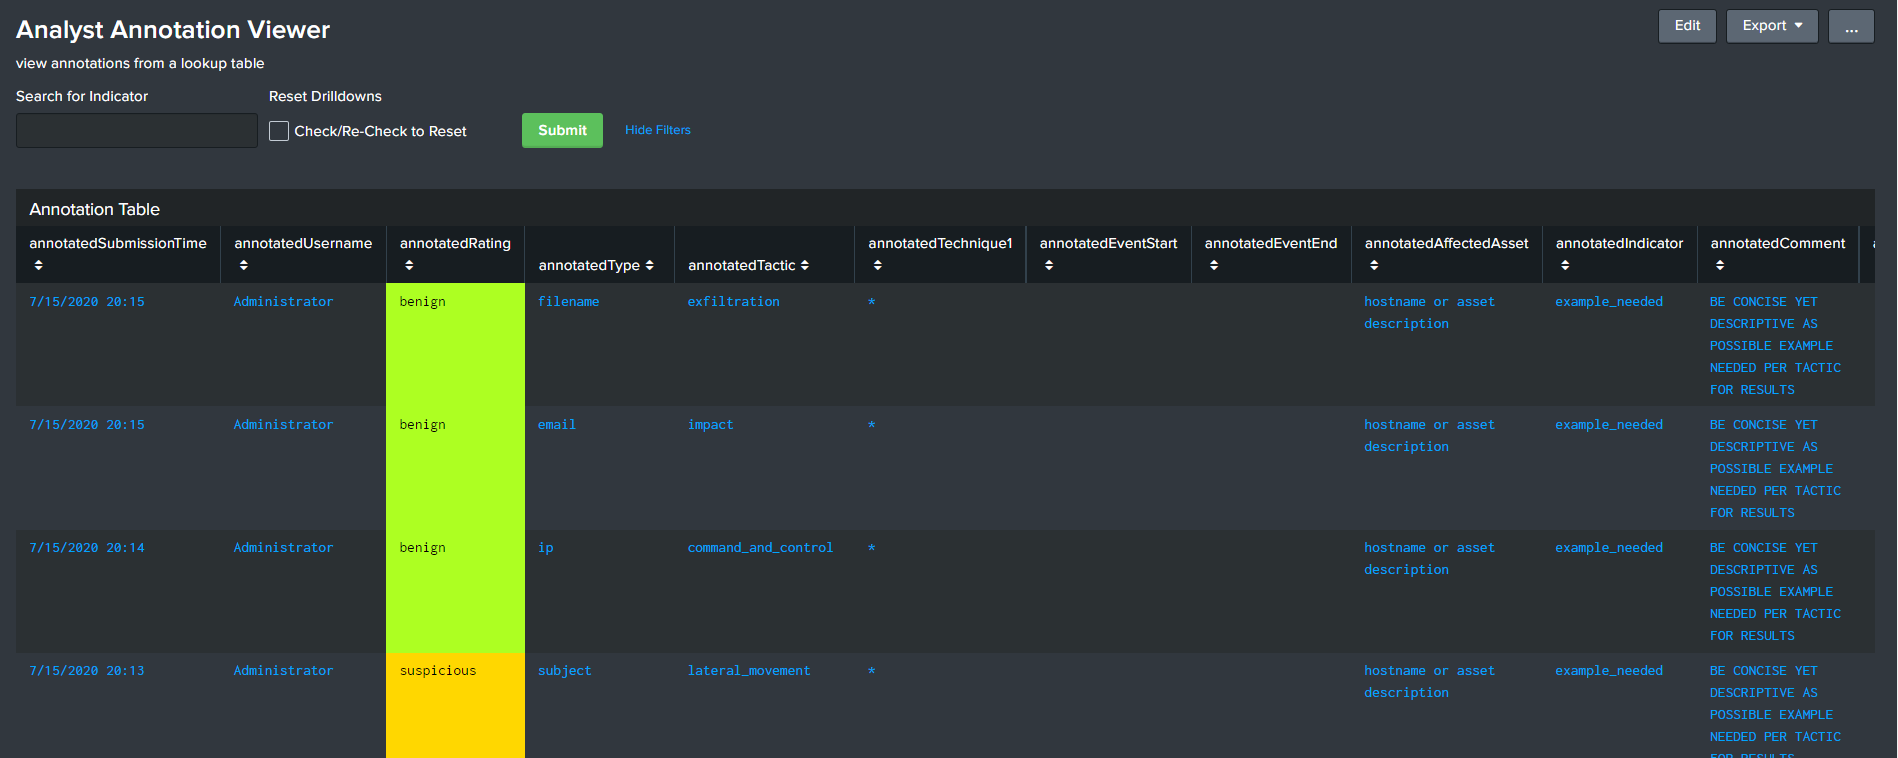 Analyst Annotation Viewer
Edit
Export
...
view annotations from a lookup table
Search for Indicator
Reset Drilldowns
Check/Re-Check to Reset
Submit
Hide Filters
Annotation Table
annotatedSubmissionTime annotatedUsername annotatedRating annotatedType annotatedTactic annotatedTechnique1 annotatedEventStart annotatedEventEnd annotatedAffectedAsset annotatedIndicator annotatedComment
7/15/2020 20:15 Administrator benign filename exfiltration * hostname or asset example_needed BE CONCISE YET
description DESCRIPTIVE AS
POSSIBLE EXAMPLE
NEEDED PER TACTIC
FOR RESULTS
7/15/2020 20:15 Administrator benign email impact * hostname or asset example_needed BE CONCISE YET
description DESCRIPTIVE AS
POSSIBLE EXAMPLE
NEEDED PER TACTIC
FOR RESULTS
7/15/2020 20:14 Administrator benign ip command_and_control * hostname or asset example_needed BE CONCISE YET
description DESCRIPTIVE AS
POSSIBLE EXAMPLE
NEEDED PER TACTIC
FOR RESULTS
7/15/2020 20:13 Administrator suspicious subject lateral_movement * hostname or asset example_needed BE CONCISE YET
description DESCRIPTIVE AS
POSSIBLE EXAMPLE
NEEDED PER TACTIC
FOR RESULTS